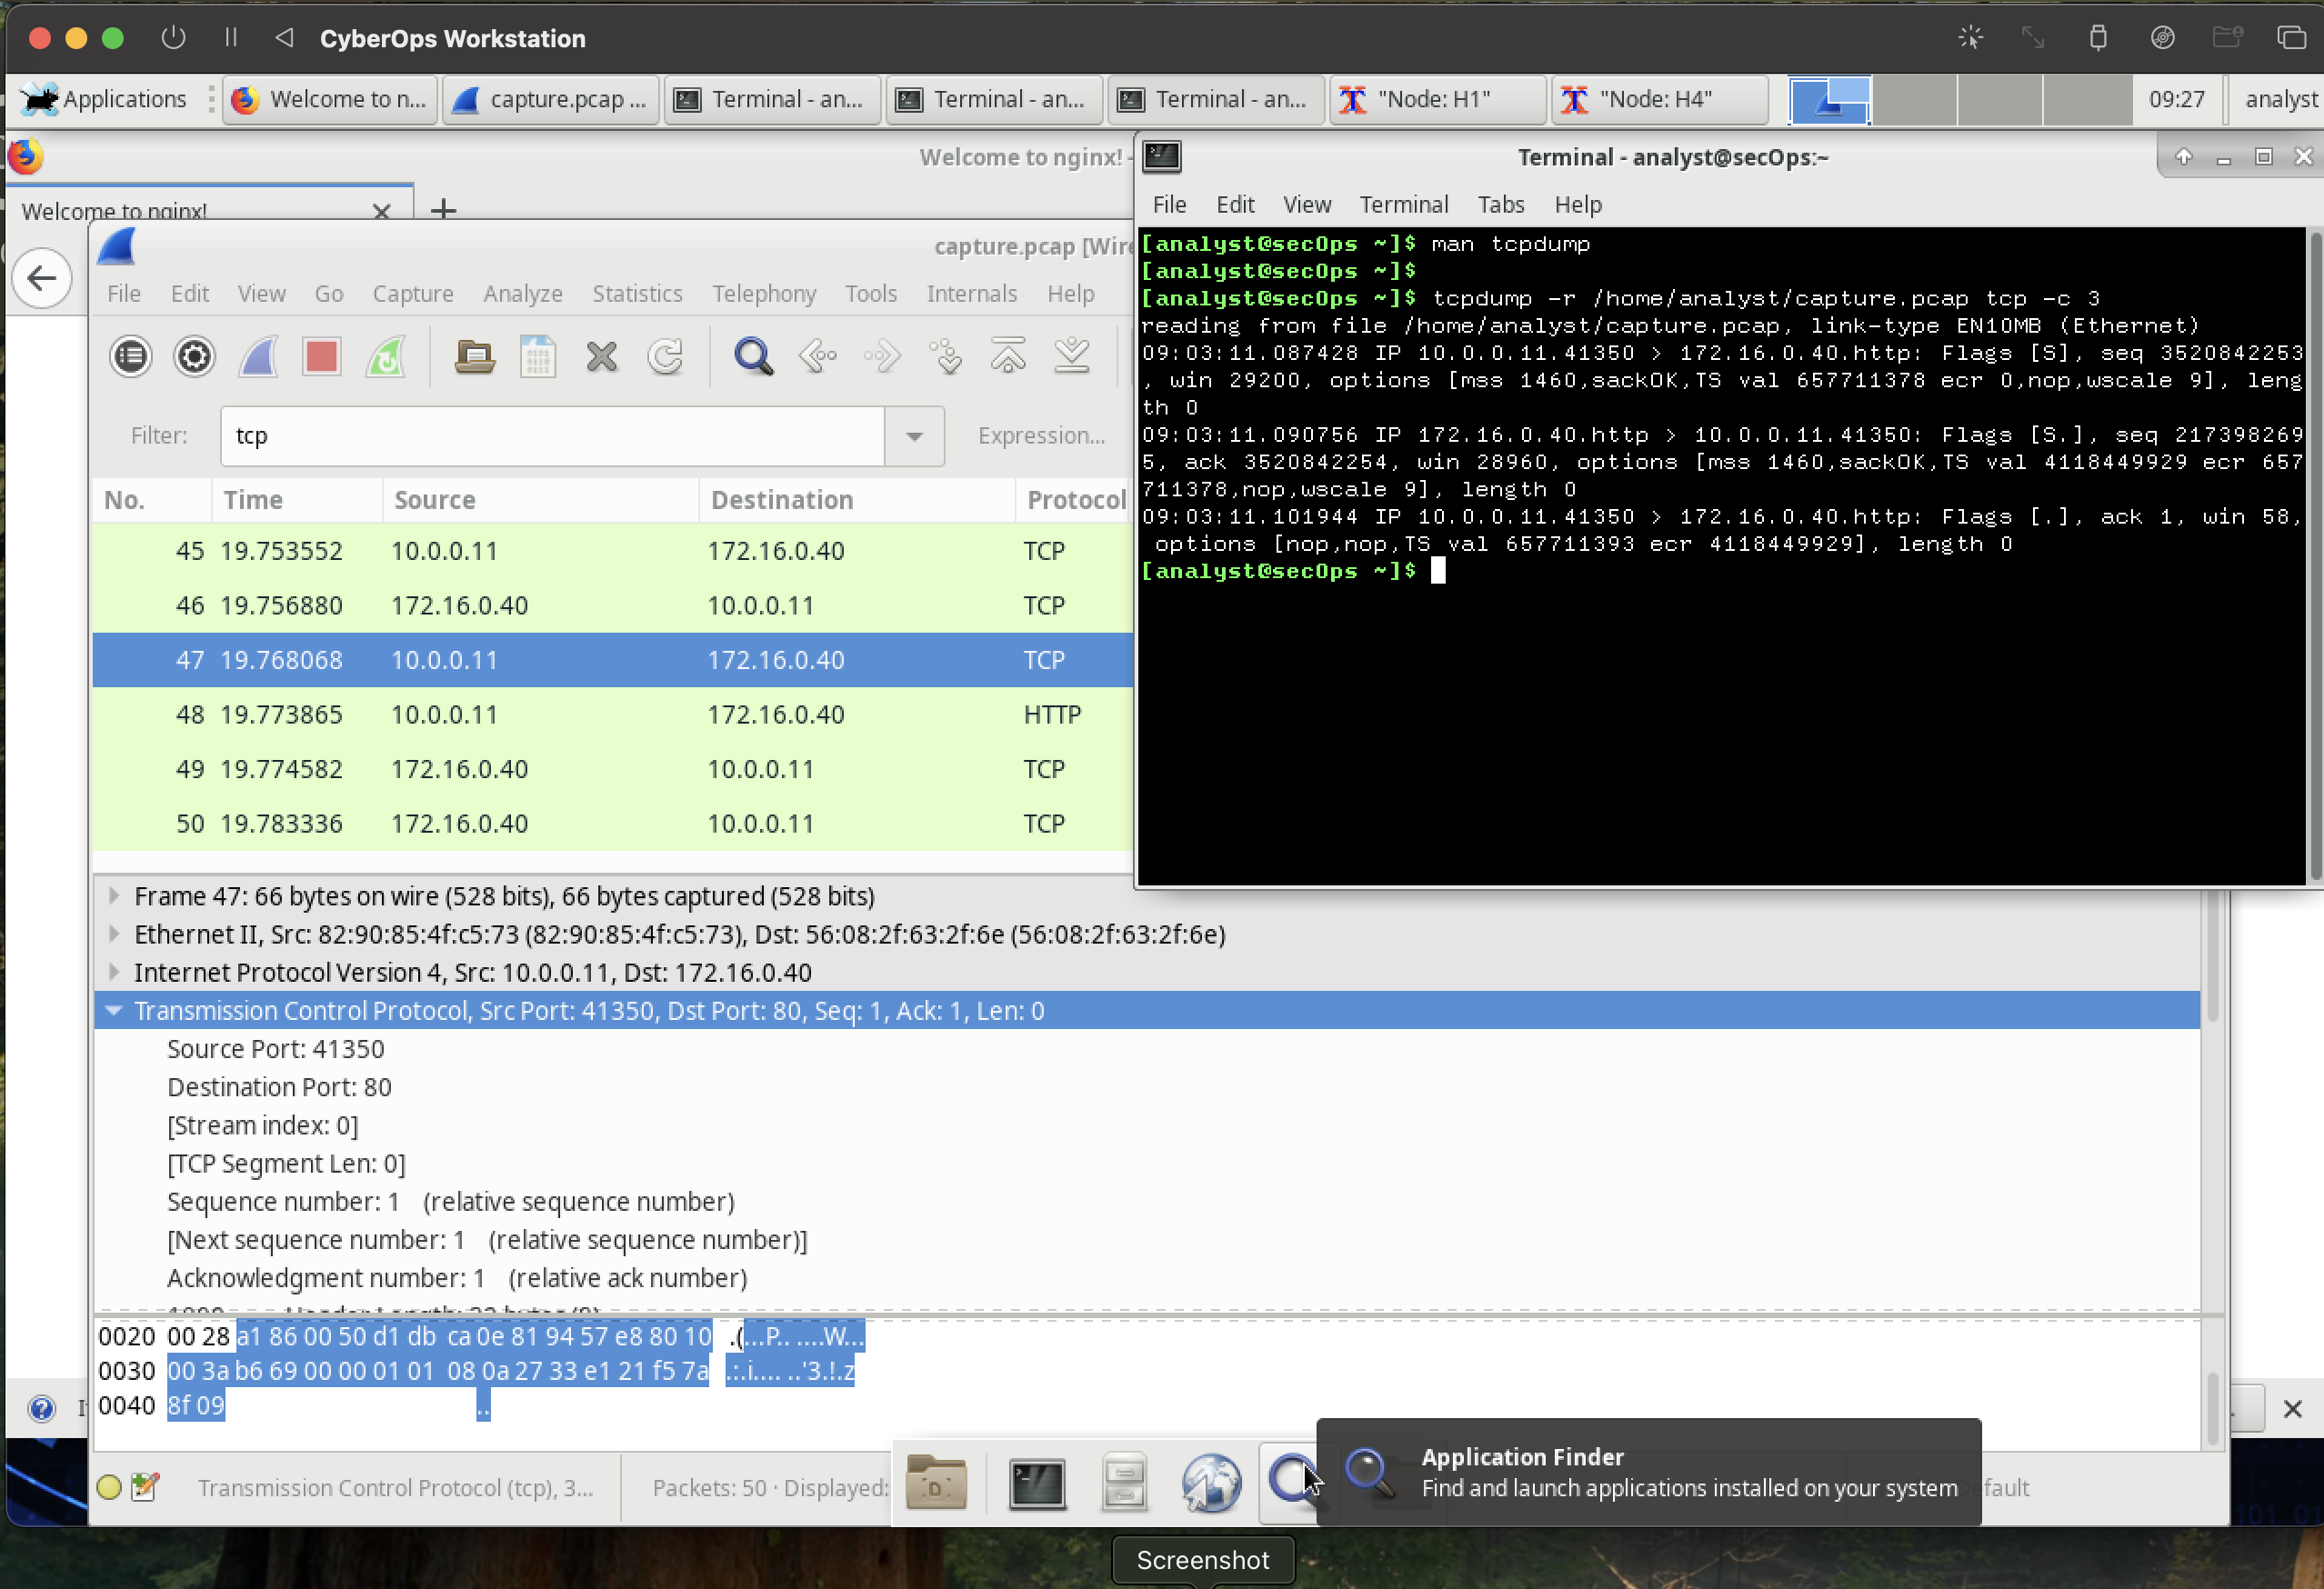 CyberOps Workstation
Applications
Welcome to n...
capture.pcap ...
Terminal - an...
Terminal - an...
Terminal - an...
"Node: H1"
"Node: H4"
09:27
analyst
Welcome to nginx! -
Welcome to nginx!
capture.pcap [Wire
File Edit View Go Capture Analyze Statistics Telephony Tools Internals Help
Filter: tcp Expression...
No. Time Source Destination Protocol
45 19.753552 10.0.0.11 172.16.0.40 TCP
46 19.756880 172.16.0.40 10.0.0.11 TCP
47 19.768068 10.0.0.11 172.16.0.40 TCP
48 19.773865 10.0.0.11 172.16.0.40 HTTP
49 19.774582 172.16.0.40 10.0.0.11 TCP
50 19.783336 172.16.0.40 10.0.0.11 TCP
Terminal - analyst@secOps:~
File Edit View Terminal Tabs Help
[analyst@secOps ~]$ man tcpdump
[analyst@secOps ~]$
[analyst@secOps ~]$ tcpdump -r /home/analyst/capture.pcap tcp -c 3
reading from file /home/analyst/capture.pcap, link-type EN10MB (Ethernet)
09:03:11.087428 IP 10.0.0.11.41350 > 172.16.0.40.http: Flags [S], seq 3520842253
, win 29200, options [mss 1460,sackOK,TS val 657711378 ecr 0,nop,wscale 9], leng
th 0
09:03:11.090756 IP 172.16.0.40.http > 10.0.0.11.41350: Flags [S.], seq 217398269
5, ack 3520842254, win 28960, options [mss 1460,sackOK,TS val 4118449929 ecr 657
711378,nop,wscale 9], length 0
09:03:11.101944 IP 10.0.0.11.41350 > 172.16.0.40.http: Flags [.], ack 1, win 58,
options [nop,nop,TS val 657711393 ecr 4118449929], length 0
[analyst@secOps ~]$
Frame 47: 66 bytes on wire (528 bits), 66 bytes captured (528 bits)
Ethernet II, Src: 82:90:85:4f:c5:73 (82:90:85:4f:c5:73), Dst: 56:08:2f:63:2f:6e (56:08:2f:63:2f:6e)
Internet Protocol Version 4, Src: 10.0.0.11, Dst: 172.16.0.40
Transmission Control Protocol, Src Port: 41350, Dst Port: 80, Seq: 1, Ack: 1, Len: 0
Source Port: 41350
Destination Port: 80
[Stream index: 0]
[TCP Segment Len: 0]
Sequence number: 1 (relative sequence number)
[Next sequence number: 1 (relative sequence number)]
Acknowledgment number: 1 (relative ack number)
0020 00 28 a1 86 00 50 d1 db ca 0e 81 94 57 e8 80 10 .(...P.. ....W...
0030 00 3a b6 69 00 00 01 01 08 0a 27 33 e1 21 f5 7a .:.i.... ..'3.!.z
0040 8f 09 ..
Transmission Control Protocol (tcp), 3...
Packets: 50 · Displayed:
Application Finder
Find and launch applications installed on your system
efault
Screenshot